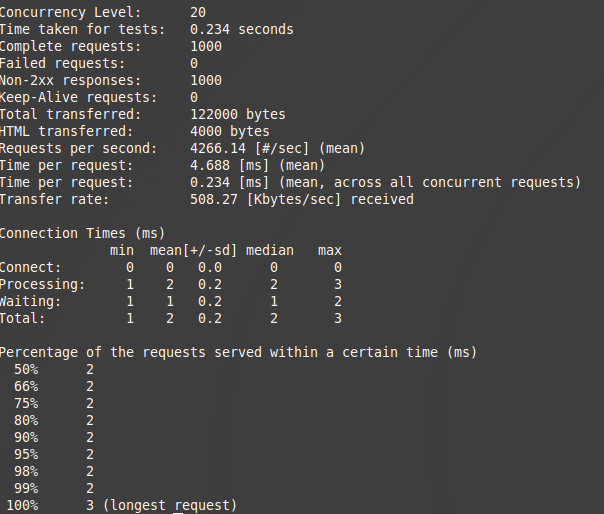 Concurrency Level:      20
Time taken for tests:   0.234 seconds
Complete requests:      1000
Failed requests:        0
Non-2xx responses:      1000
Keep-Alive requests:    0
Total transferred:      122000 bytes
HTML transferred:       4000 bytes
Requests per second:    4266.14 [#/sec] (mean)
Time per request:       4.688 [ms] (mean)
Time per request:       0.234 [ms] (mean, across all concurrent requests)
Transfer rate:          508.27 [Kbytes/sec] received

Connection Times (ms)
              min  mean[+/-sd] median   max
Connect:        0    0   0.0      0       0
Processing:     1    2   0.2      2       3
Waiting:        1    1   0.2      1       2
Total:          1    2   0.2      2       3

Percentage of the requests served within a certain time (ms)
  50%      2
  66%      2
  75%      2
  80%      2
  90%      2
  95%      2
  98%      2
  99%      2
 100%      3 (longest request)